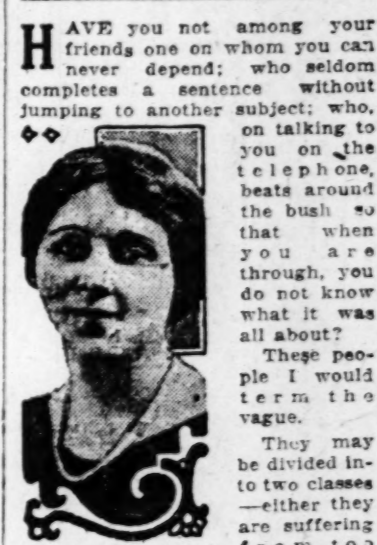 HAVE you not among your
friends one on whom you can
never depend; who seldom
completes a sentence without
jumping to another subject; who,
on talking to
you on the
telephone,
beats around
the bush so
that when
you are
through, you
do not know
what it was
all about?
These peo-
ple I would
term the
vague.
They may
be divided in-
to two classes
—either they
are suffering
from too